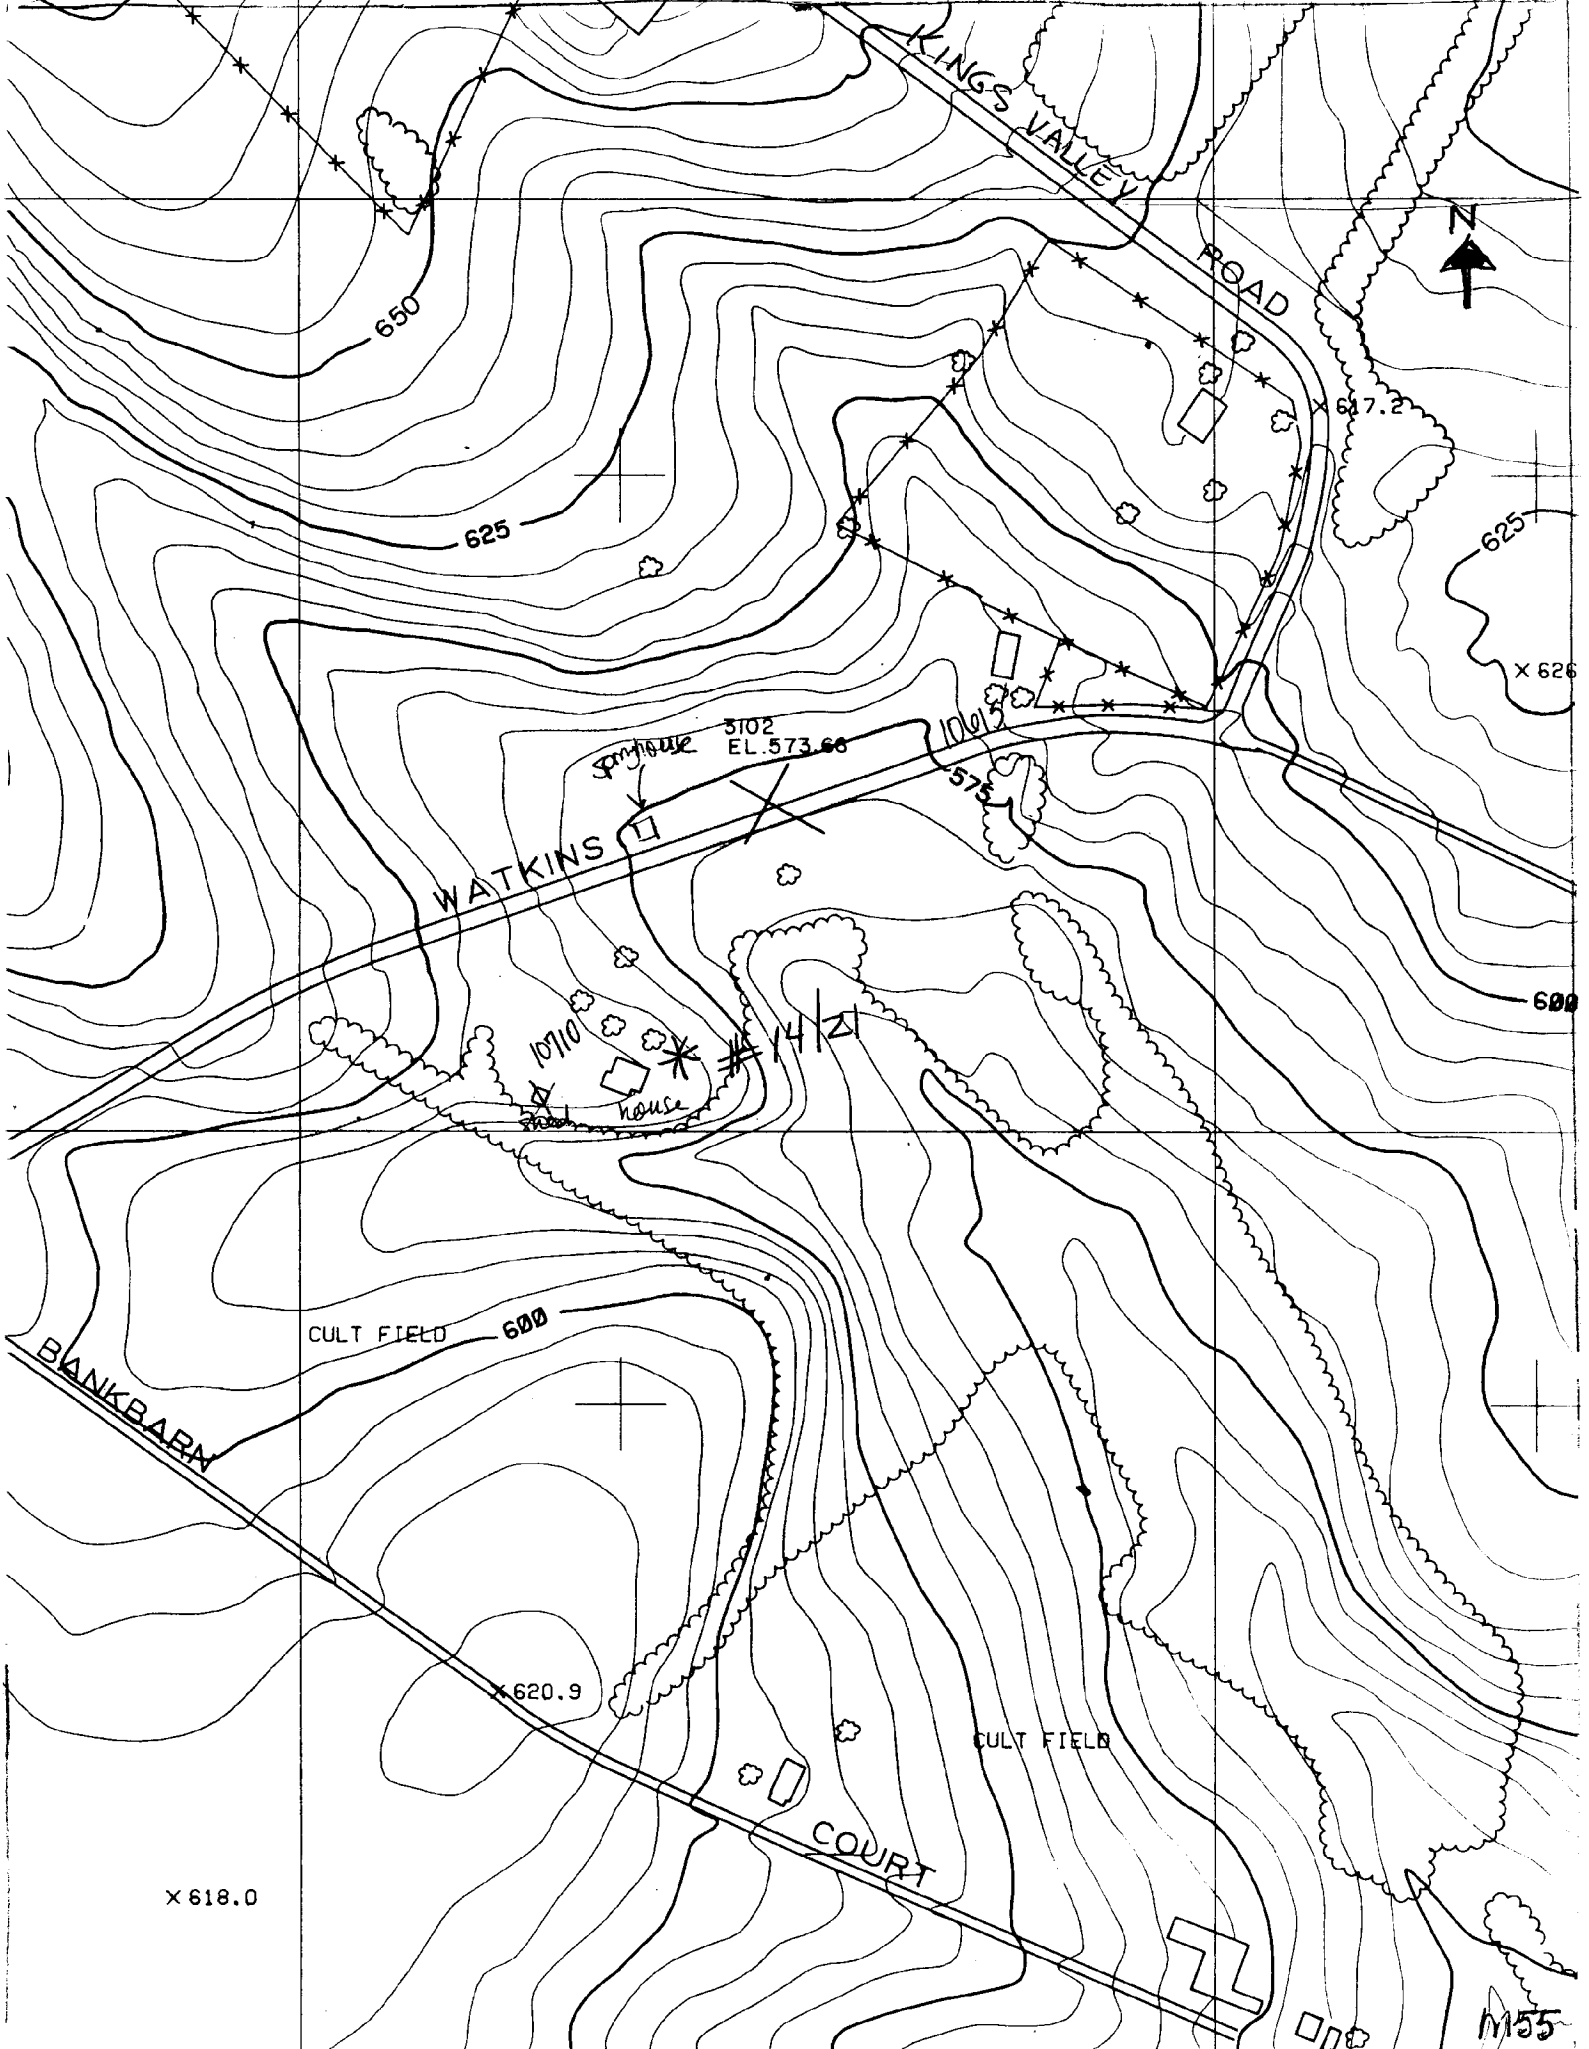 KINGS VALLEY ROAD
N
650
617.2
625
625
X 626
3102
EL.573.66
springhouse
10615
575
WATKINS
600
10710
# 14/21
shed
house
CULT FIELD
600
BANKBARN
X 620.9
CULT FIELD
COURT
X 618.0
M55